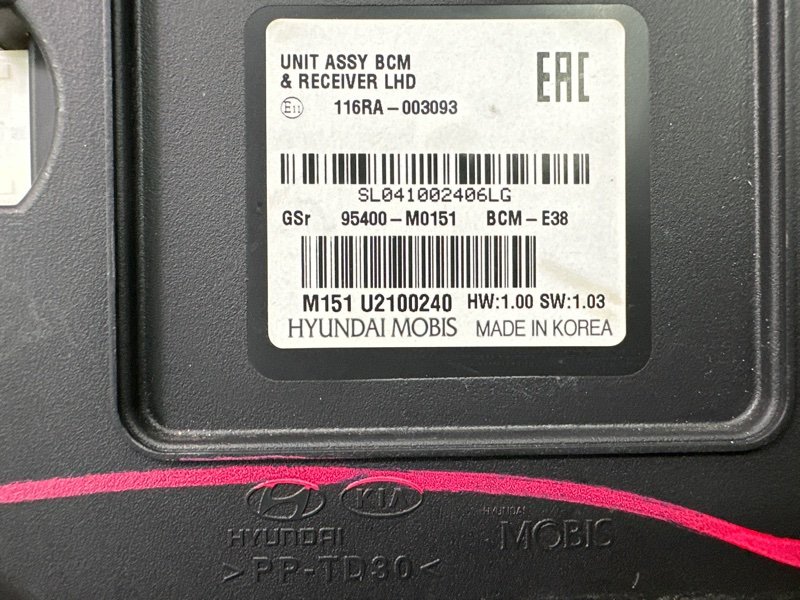 UNIT ASSY BCM
& RECEIVER LHD
EAC
E11 116RA-003093
SL041002406LG
GSr 95400-M0151 BCM-E38
M151 U2100240 HW:1.00 SW:1.03
HYUNDAI MOBIS MADE IN KOREA
KIA
HYUNDAI
HYUNDAI
MOBIS
>PP-TD30<